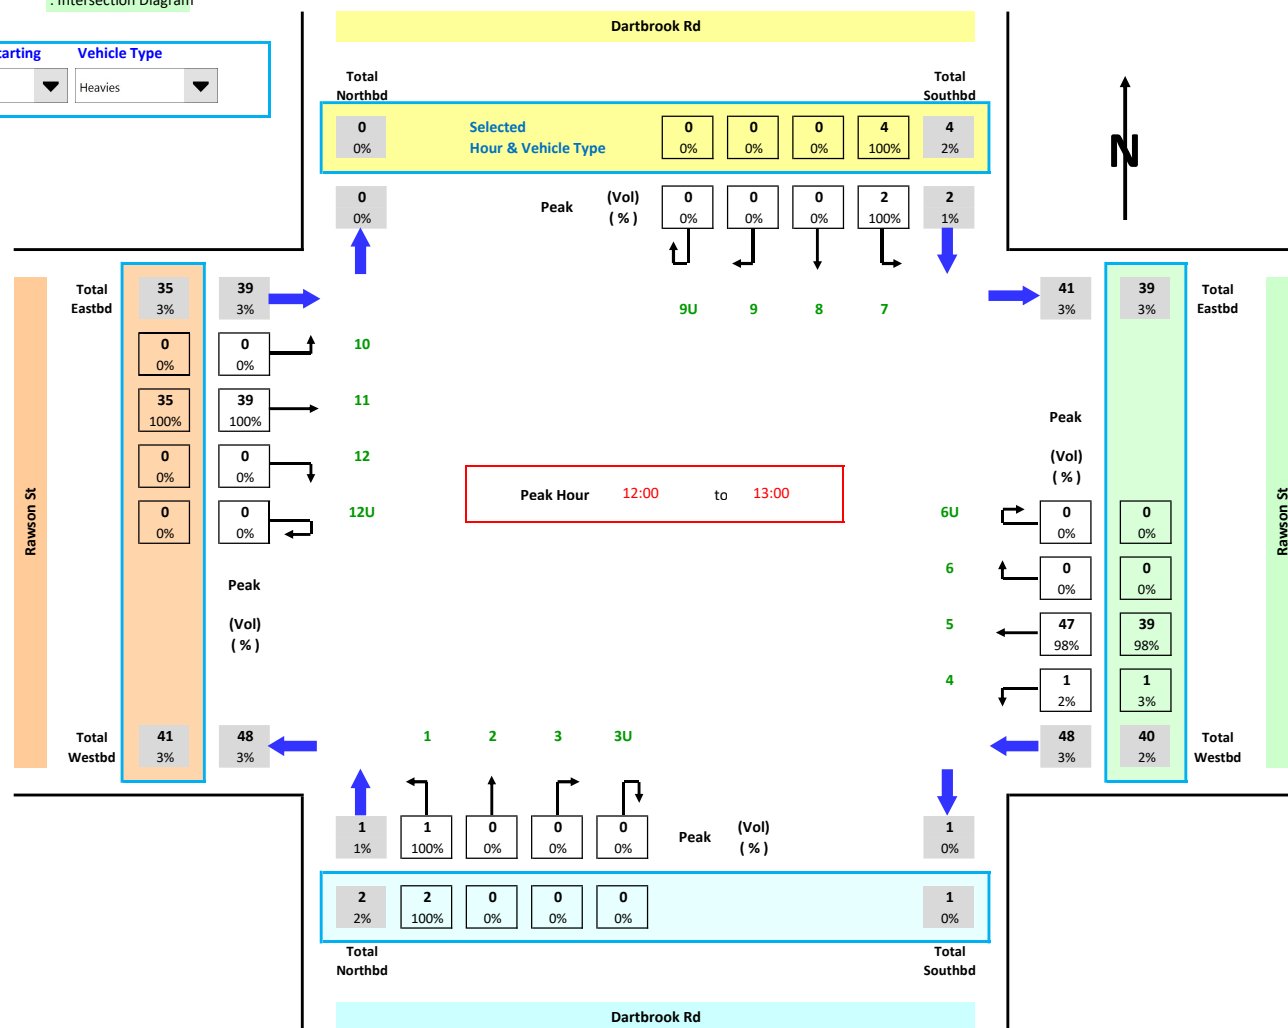 : Intersection Diagram
Dartbrook Rd
tarting Vehicle Type
Heavies
Total Northbd
Total Southbd
0 0%
Selected Hour & Vehicle Type
0 0% 0 0% 0 0% 4 100% 4 2%
0 0%
Peak (Vol) ( % )
0 0% 0 0% 0 0% 2 100% 2 1%
N
9U 9 8 7
Total Eastbd
35 3% 39 3%
0 0% 0 0% 10
35 100% 39 100% 11
0 0% 0 0% 12
0 0% 0 0% 12U
Rawson St
Peak (Vol) ( % )
Total Westbd
41 3% 48 3%
Peak Hour 12:00 to 13:00
41 3% 39 3%
Total Eastbd
Peak (Vol) ( % )
6U 0 0% 0 0%
6 0 0% 0 0%
5 47 98% 39 98%
4 1 2% 1 3%
48 3% 40 2%
Total Westbd
Rawson St
1 2 3 3U
1 1% 1 100% 0 0% 0 0% 0 0%
Peak (Vol) ( % )
1 0%
2 2% 2 100% 0 0% 0 0% 0 0%
1 0%
Total Northbd
Total Southbd
Dartbrook Rd